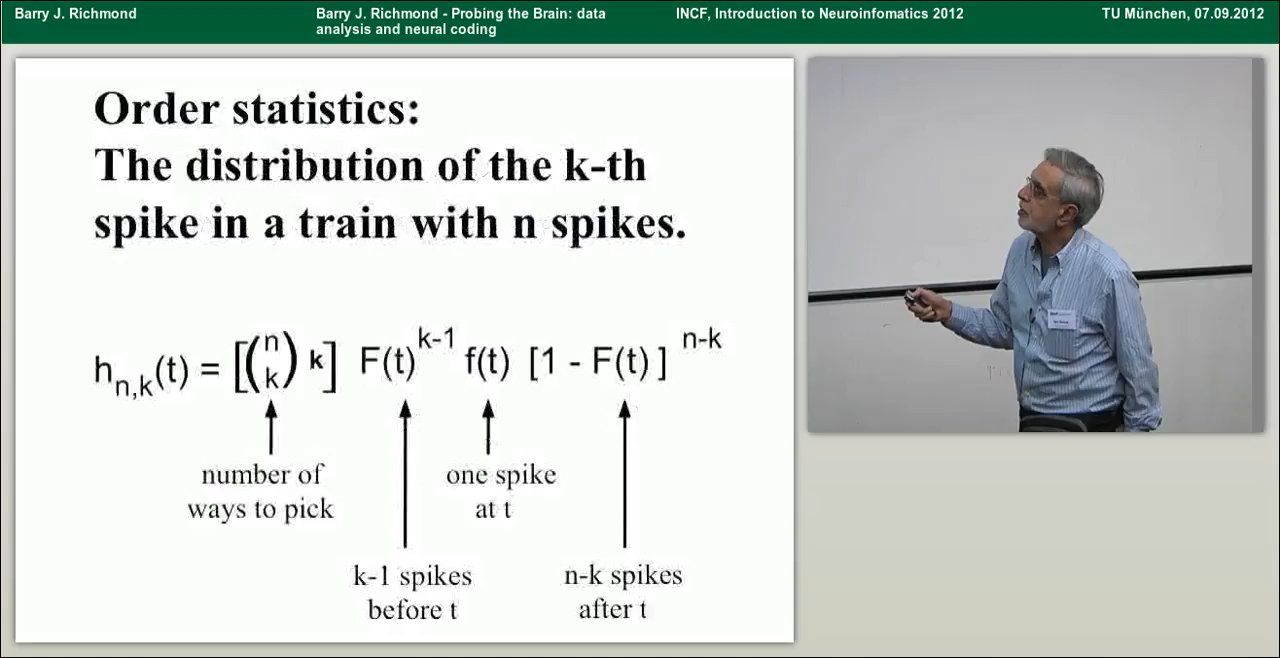 Barry J. Richmond
Barry J. Richmond - Probing the Brain: data
analysis and neural coding
INCF, Introduction to Neuroinfomatics 2012
TU München, 07.09.2012
Order statistics:
The distribution of the k-th
spike in a train with n spikes.
h_{n,k}(t) = [(n k) k] F(t)^{k-1} f(t) [1 - F(t) ]^{n-k}
number of
ways to pick
one spike
at t
k-1 spikes
before t
n-k spikes
after t